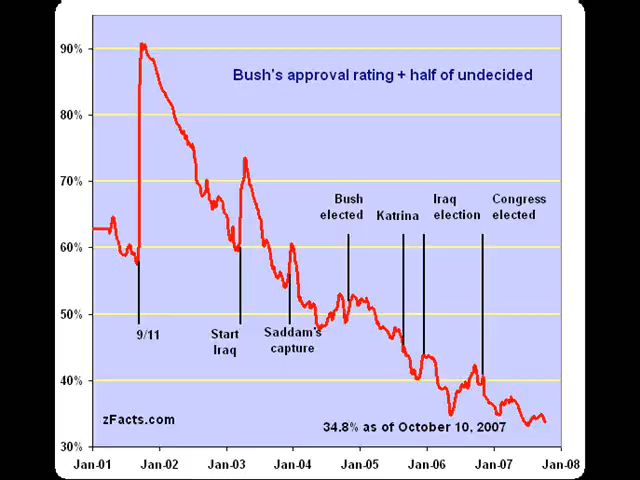 90%
Bush's approval rating + half of undecided
80%
70%
Bush elected
Katrina
Iraq election
Congress elected
60%
50%
9/11
Start Iraq
Saddam's capture
40%
zFacts.com
34.8% as of October 10, 2007
30%
Jan-01 Jan-02 Jan-03 Jan-04 Jan-05 Jan-06 Jan-07 Jan-08